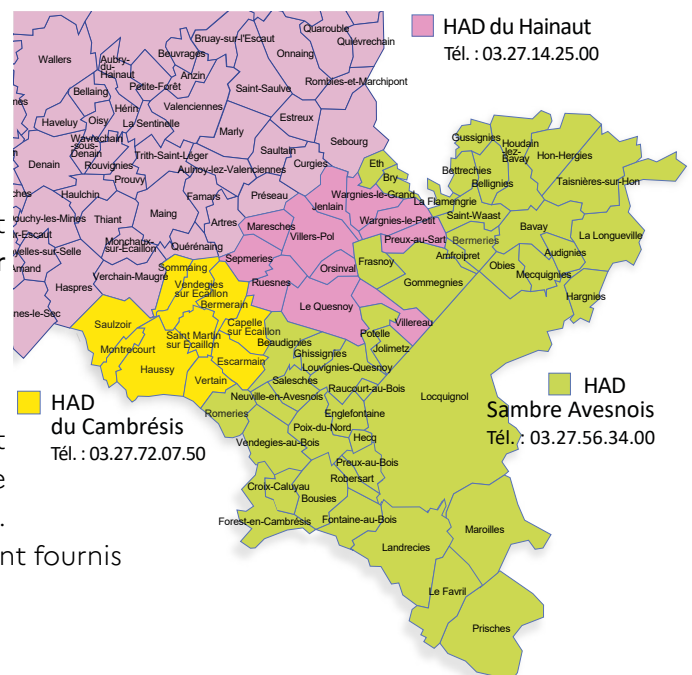 HAD du Hainaut
Tél. : 03.27.14.25.00
Quarouble
Bruay-sur-l'Escaut
Quiévrechain
Wallers
Aubry-
du-
Hainaut
Beuvrages
Onnaing
Anzin
Rombies-et-Marchipont
Petite-Forêt
Saint-Saulve
Bellaing
Valenciennes
Hérin
Estreux
Haveluy
Oisy
La Sentinelle
Marly
Wavrechain
-sous-
Denain
Sebourg
Saultain
Denain
Rouvignies
Trith-Saint-Léger
Curgies
Aulnoy-lez-Valenciennes
Prouvy
Haulchin
Famars
Préseau
Maing
Thiant
Artres
Monchaux-
sur-Ecaillon
Quérénaing
Verchain-Maugré
Haspres
Eth
Bry
Wargnies-le-Grand
Jenlain
Wargnies-le-Petit
Maresches
Villers-Pol
Preux-au-Sart
Sepmeries
Orsinval
Ruesnes
Le Quesnoy
Villereau
Gussignies
Houdain
-lez-
Bavay
Hon-Hergies
Bettrechies
Bellignies
Taisnières-sur-Hon
La Flamengrie
Saint-Waast
Bermeries
Bavay
La Longueville
Amfroipret
Audignies
Obies
Mecquignies
Frasnoy
Gommegnies
Hargnies
Sommaing
Vendegies
sur Ecaillon
Bermerain
Saulzoir
Saint Martin
sur Ecaillon
Capelle
sur Ecaillon
Montrecourt
Haussy
Escarmain
Vertain
Romeries
Beaudignies
Potelle
Jolimetz
Ghissignies
Louvignies-Quesnoy
Salesches
Raucourt-au-Bois
Neuville-en-Avesnois
Locquignol
Englefontaine
Poix-du-Nord
Hecq
Vendegies-au-Bois
Preux-au-Bois
Robersart
Croix-Caluyau
Bousies
Forest-en-Cambrésis
Fontaine-au-Bois
Landrecies
Maroilles
Le Favril
Prisches
HAD
du Cambrésis
Tél. : 03.27.72.07.50
HAD
Sambre Avesnois
Tél. : 03.27.56.34.00
nt fournis